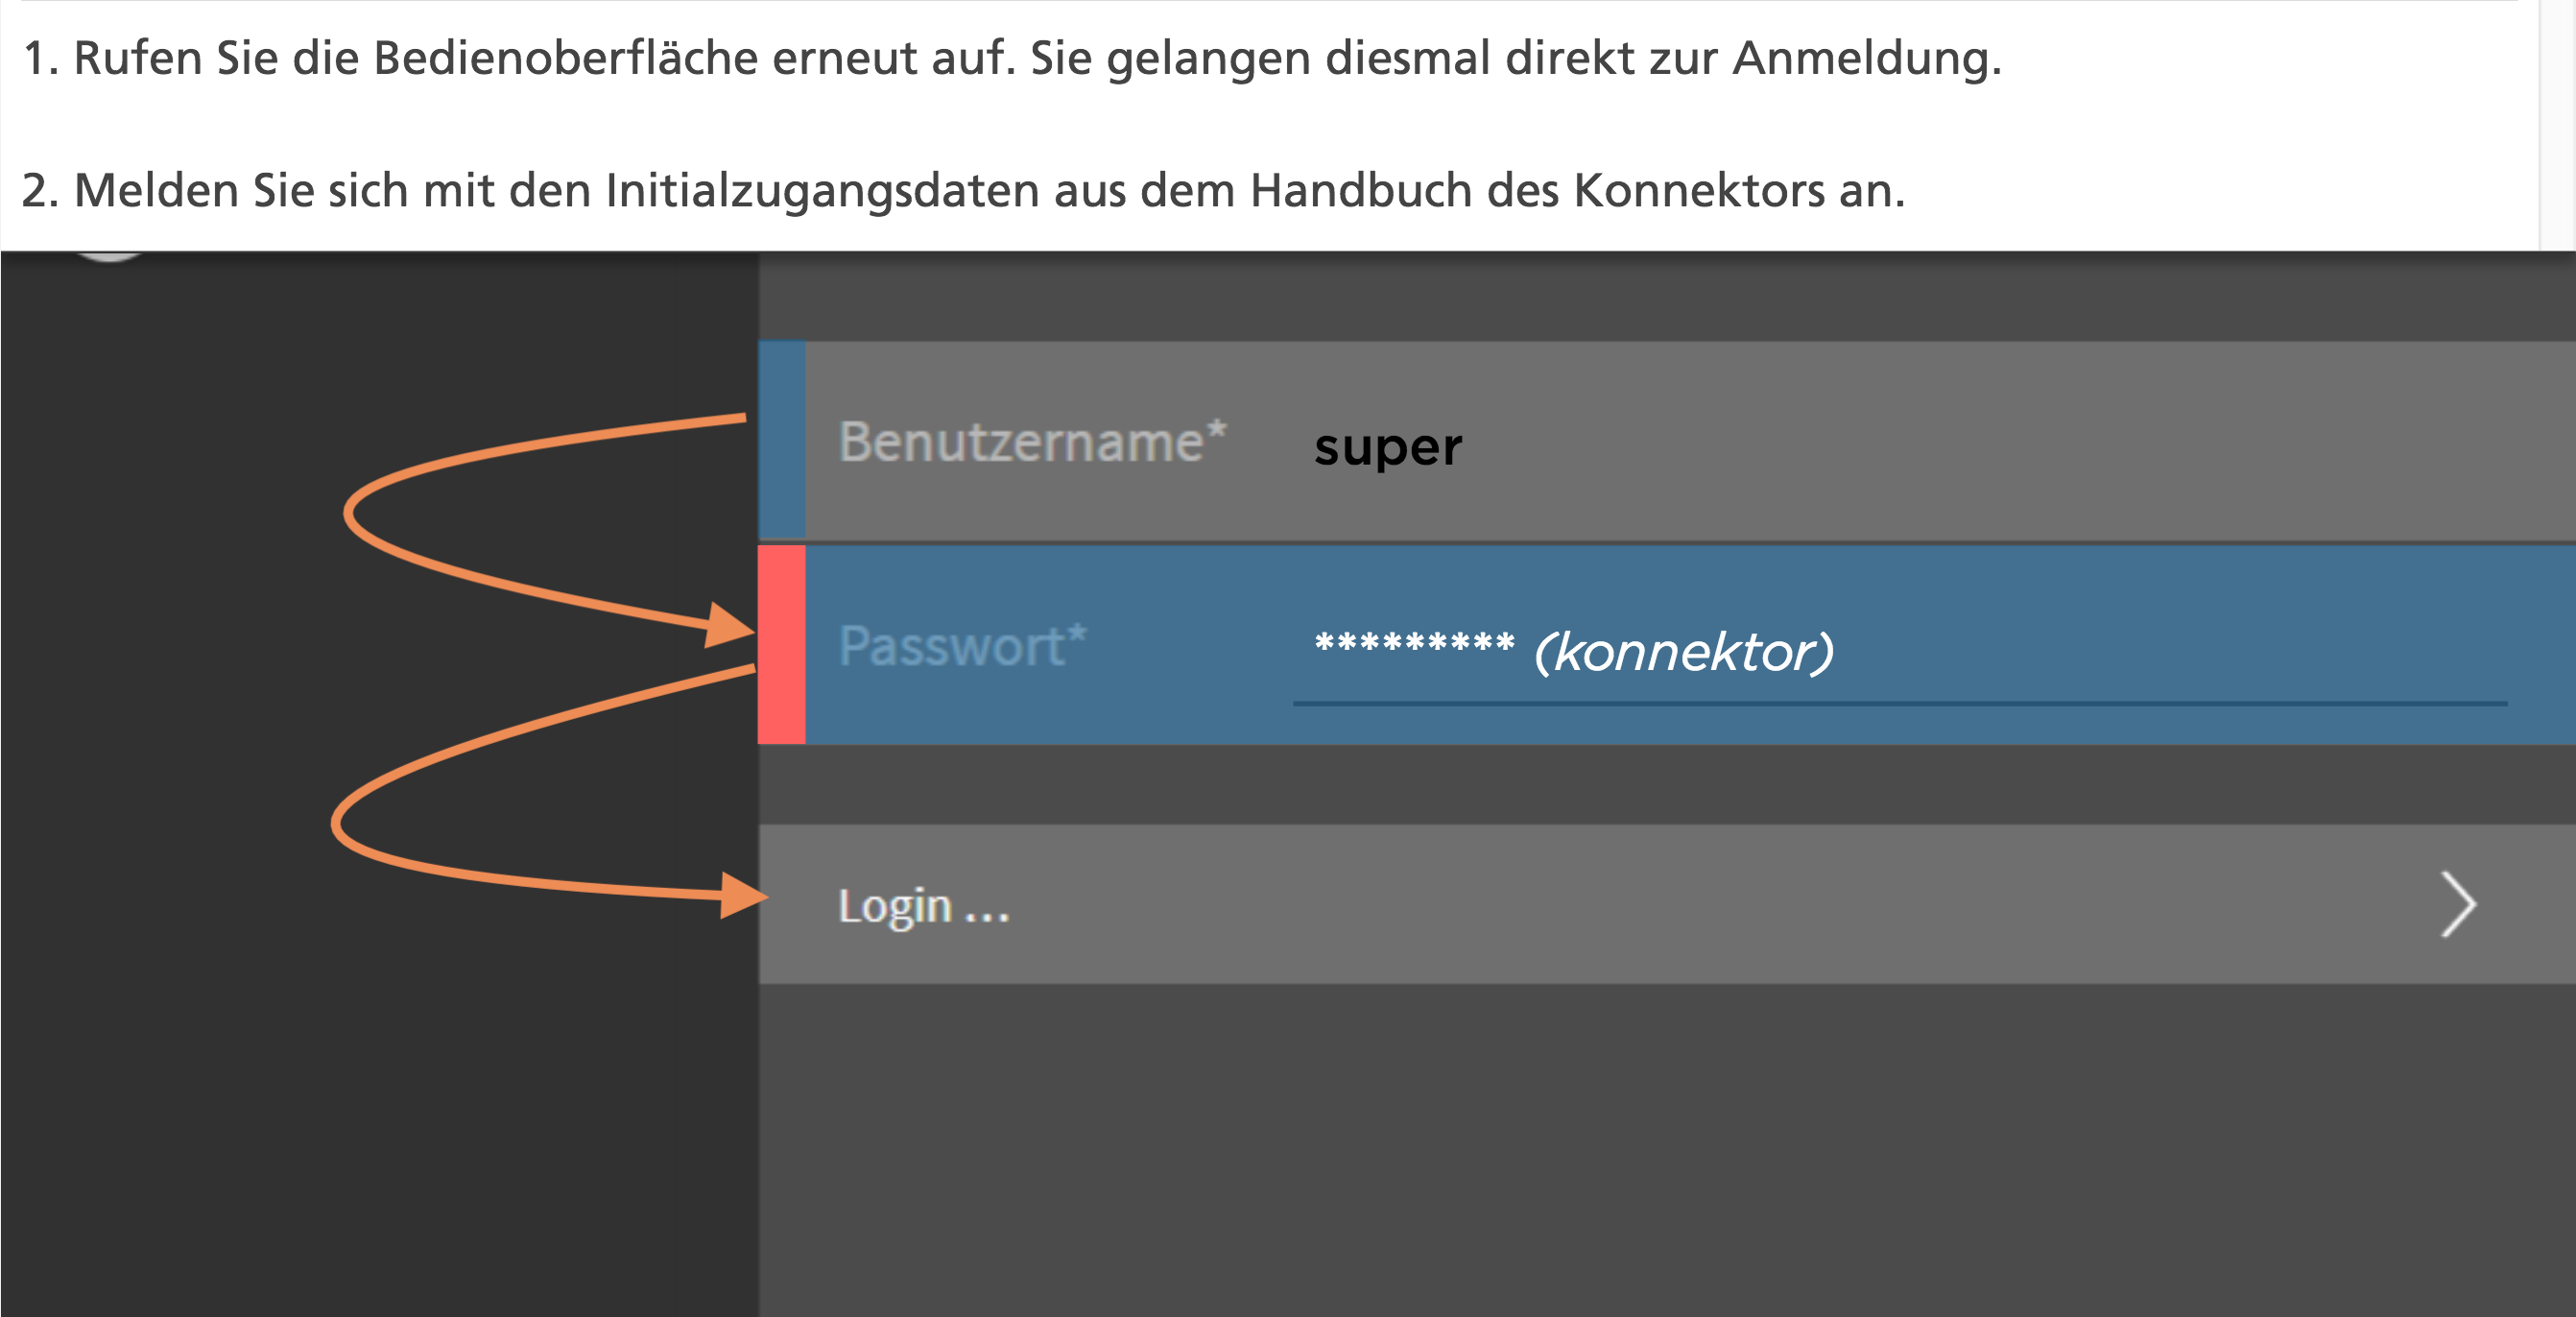 1. Rufen Sie die Bedienoberfläche erneut auf. Sie gelangen diesmal direkt zur Anmeldung.
2. Melden Sie sich mit den Initialzugangsdaten aus dem Handbuch des Konnektors an.
Benutzername* super
Passwort* ********* (konnektor)
Login ...